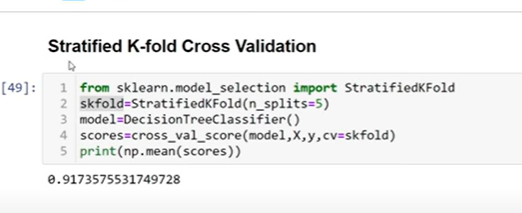 Stratified K-fold Cross Validation
[49]:
1 from sklearn.model_selection import StratifiedKFold
2 skfold=StratifiedKFold(n_splits=5)
3 model=DecisionTreeClassifier()
4 scores=cross_val_score(model,X,y,cv=skfold)
5 print(np.mean(scores))
0.9173575531749728